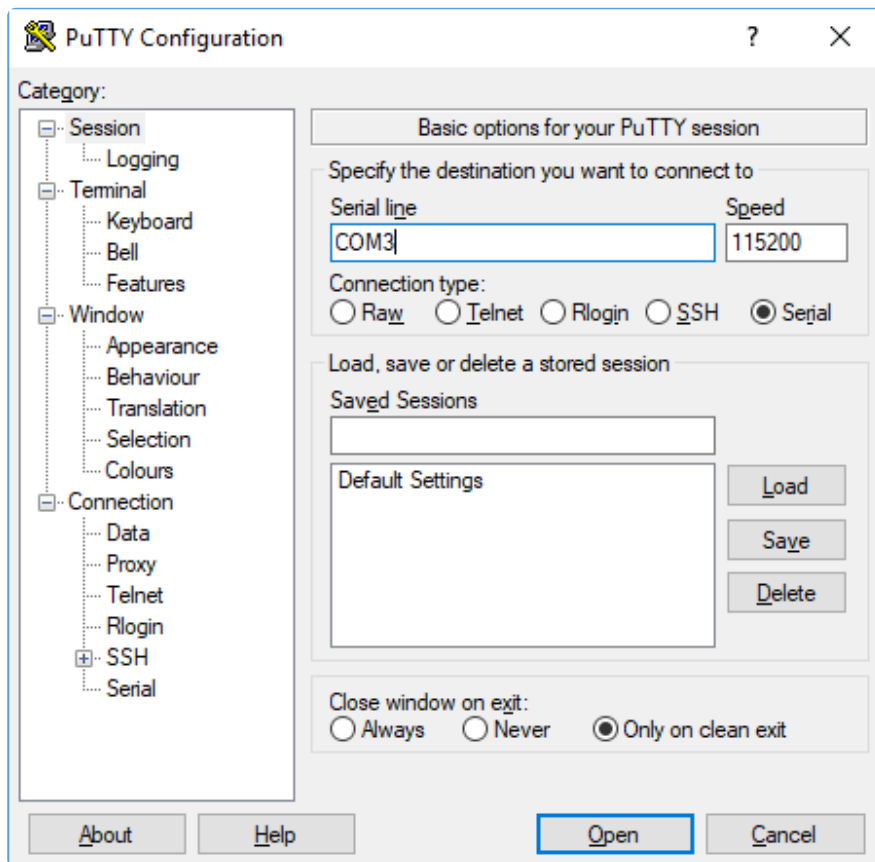 PuTTY Configuration
?
Category:
Session
Logging
Terminal
Keyboard
Bell
Features
Window
Appearance
Behaviour
Translation
Selection
Colours
Connection
Data
Proxy
Telnet
Rlogin
SSH
Serial
Basic options for your PuTTY session
Specify the destination you want to connect to
Serial line Speed
COM3 115200
Connection type:
Raw Telnet Rlogin SSH Serial
Load, save or delete a stored session
Saved Sessions
Default Settings
Load
Save
Delete
Close window on exit:
Always Never Only on clean exit
About Help Open Cancel